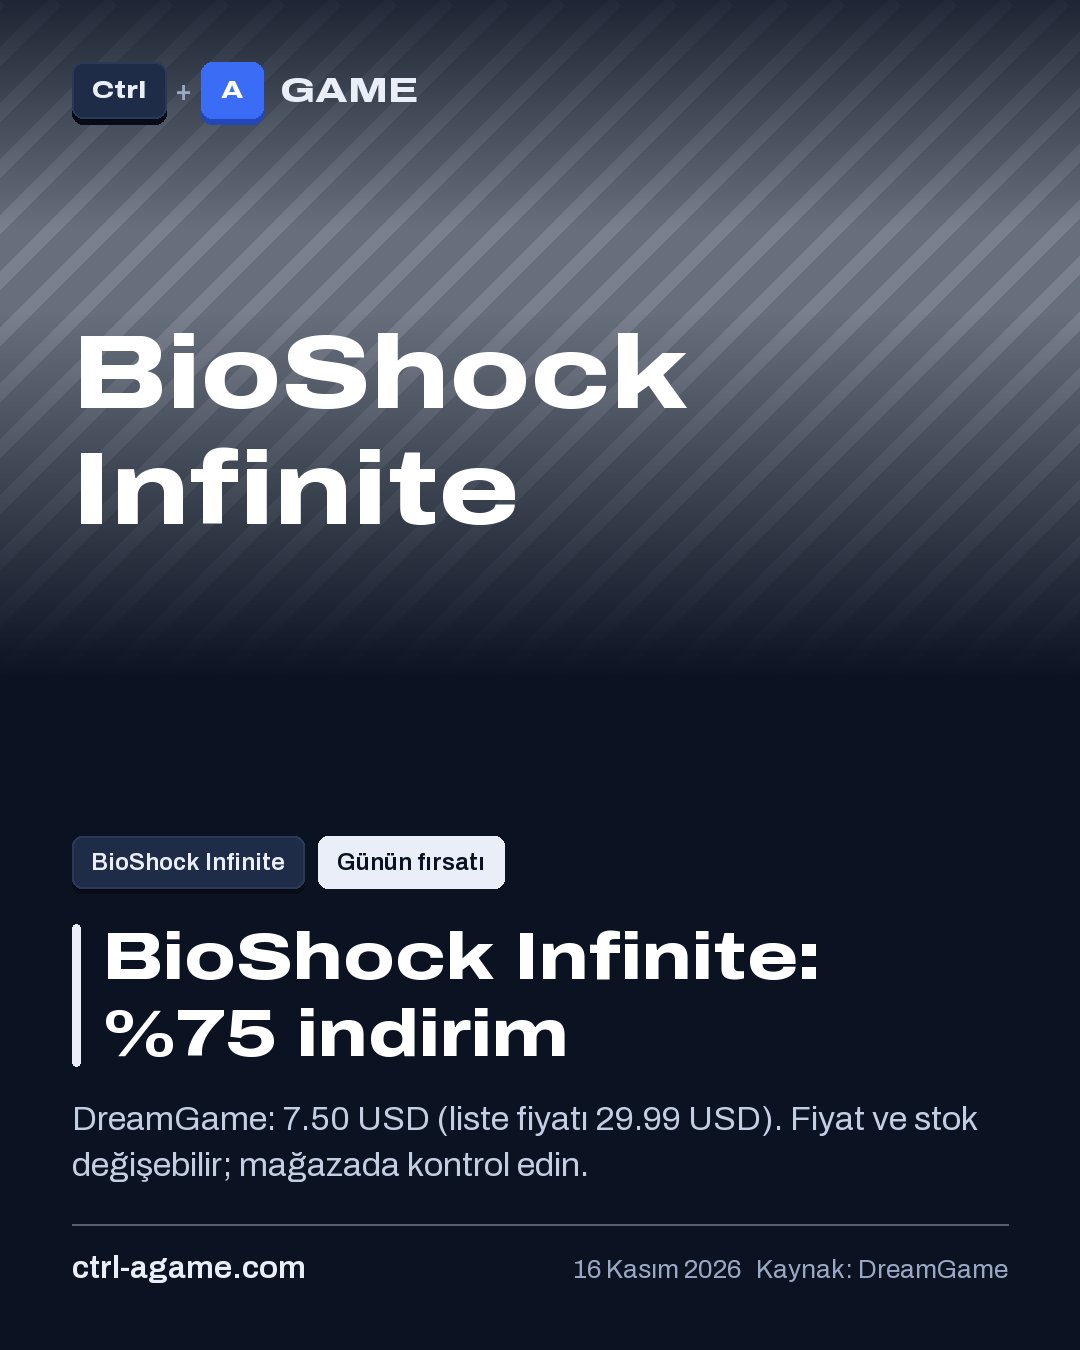 Ctrl + A GAME
BioShock
Infinite
BioShock Infinite Günün fırsatı
BioShock Infinite:
%75 indirim
DreamGame: 7.50 USD (liste fiyatı 29.99 USD). Fiyat ve stok
değişebilir; mağazada kontrol edin.
ctrl-agame.com 16 Kasım 2026 Kaynak: DreamGame